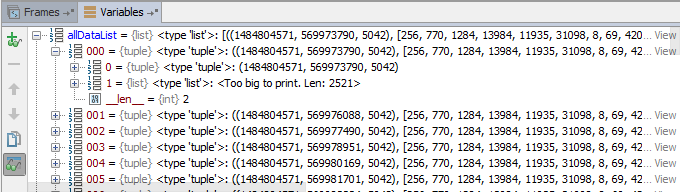 Frames Variables
allDataList = {list} <type 'list'>: [((1484804571, 569973790, 5042), [256, 770, 1284, 13984, 11935, 31098, 8, 69, 420... View
000 = {tuple} <type 'tuple'>: ((1484804571, 569973790, 5042), [256, 770, 1284, 13984, 11935, 31098, 8, 69, 42... View
0 = {tuple} <type 'tuple'>: (1484804571, 569973790, 5042)
1 = {list} <type 'list'>: <Too big to print. Len: 2521>
__len__ = {int} 2
001 = {tuple} <type 'tuple'>: ((1484804571, 569976088, 5042), [256, 770, 1284, 13984, 11935, 31098, 8, 69, 42... View
002 = {tuple} <type 'tuple'>: ((1484804571, 569977490, 5042), [256, 770, 1284, 13984, 11935, 31098, 8, 69, 42... View
003 = {tuple} <type 'tuple'>: ((1484804571, 569978951, 5042), [256, 770, 1284, 13984, 11935, 31098, 8, 69, 42... View
004 = {tuple} <type 'tuple'>: ((1484804571, 569980169, 5042), [256, 770, 1284, 13984, 11935, 31098, 8, 69, 42... View
005 = {tuple} <type 'tuple'>: ((1484804571, 569981701, 5042), [256, 770, 1284, 13984, 11935, 31098, 8, 69, 42... View